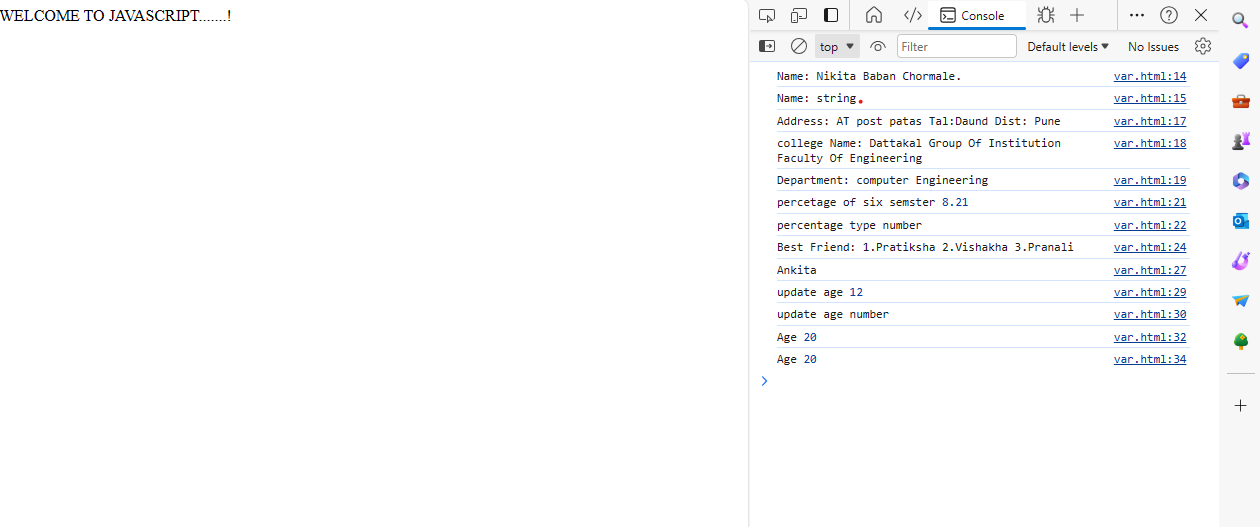 WELCOME TO JAVASCRIPT.......!
Console
top
Filter
Default levels
No Issues
Name: Nikita Baban Chormale. var.html:14
Name: string. var.html:15
Address: AT post patas Tal:Daund Dist: Pune var.html:17
college Name: Dattakal Group Of Institution var.html:18
Faculty Of Engineering
Department: computer Engineering var.html:19
percetage of six semster 8.21 var.html:21
percentage type number var.html:22
Best Friend: 1.Pratiksha 2.Vishakha 3.Pranali var.html:24
Ankita var.html:27
update age 12 var.html:29
update age number var.html:30
Age 20 var.html:32
Age 20 var.html:34